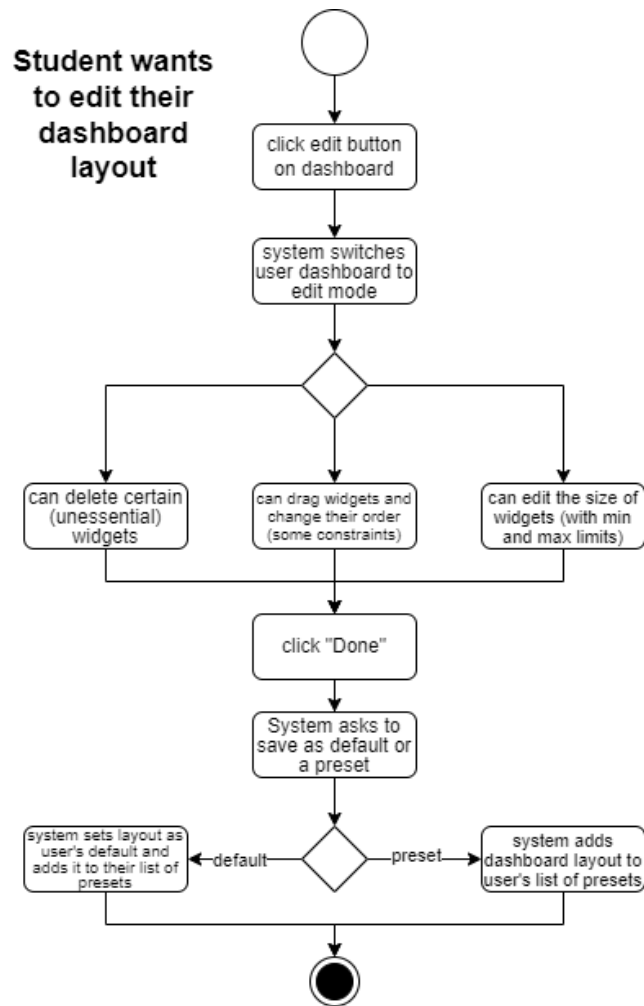 Student wants
to edit their
dashboard
layout
click edit button
on dashboard
system switches
user dashboard to
edit mode
can delete certain
(unessential)
widgets
can drag widgets and
change their order
(some constraints)
can edit the size of
widgets (with min
and max limits)
click "Done"
System asks to
save as default or
a preset
system sets layout as
user's default and
adds it to their list of
presets
default
preset
system adds
dashboard layout to
user's list of presets